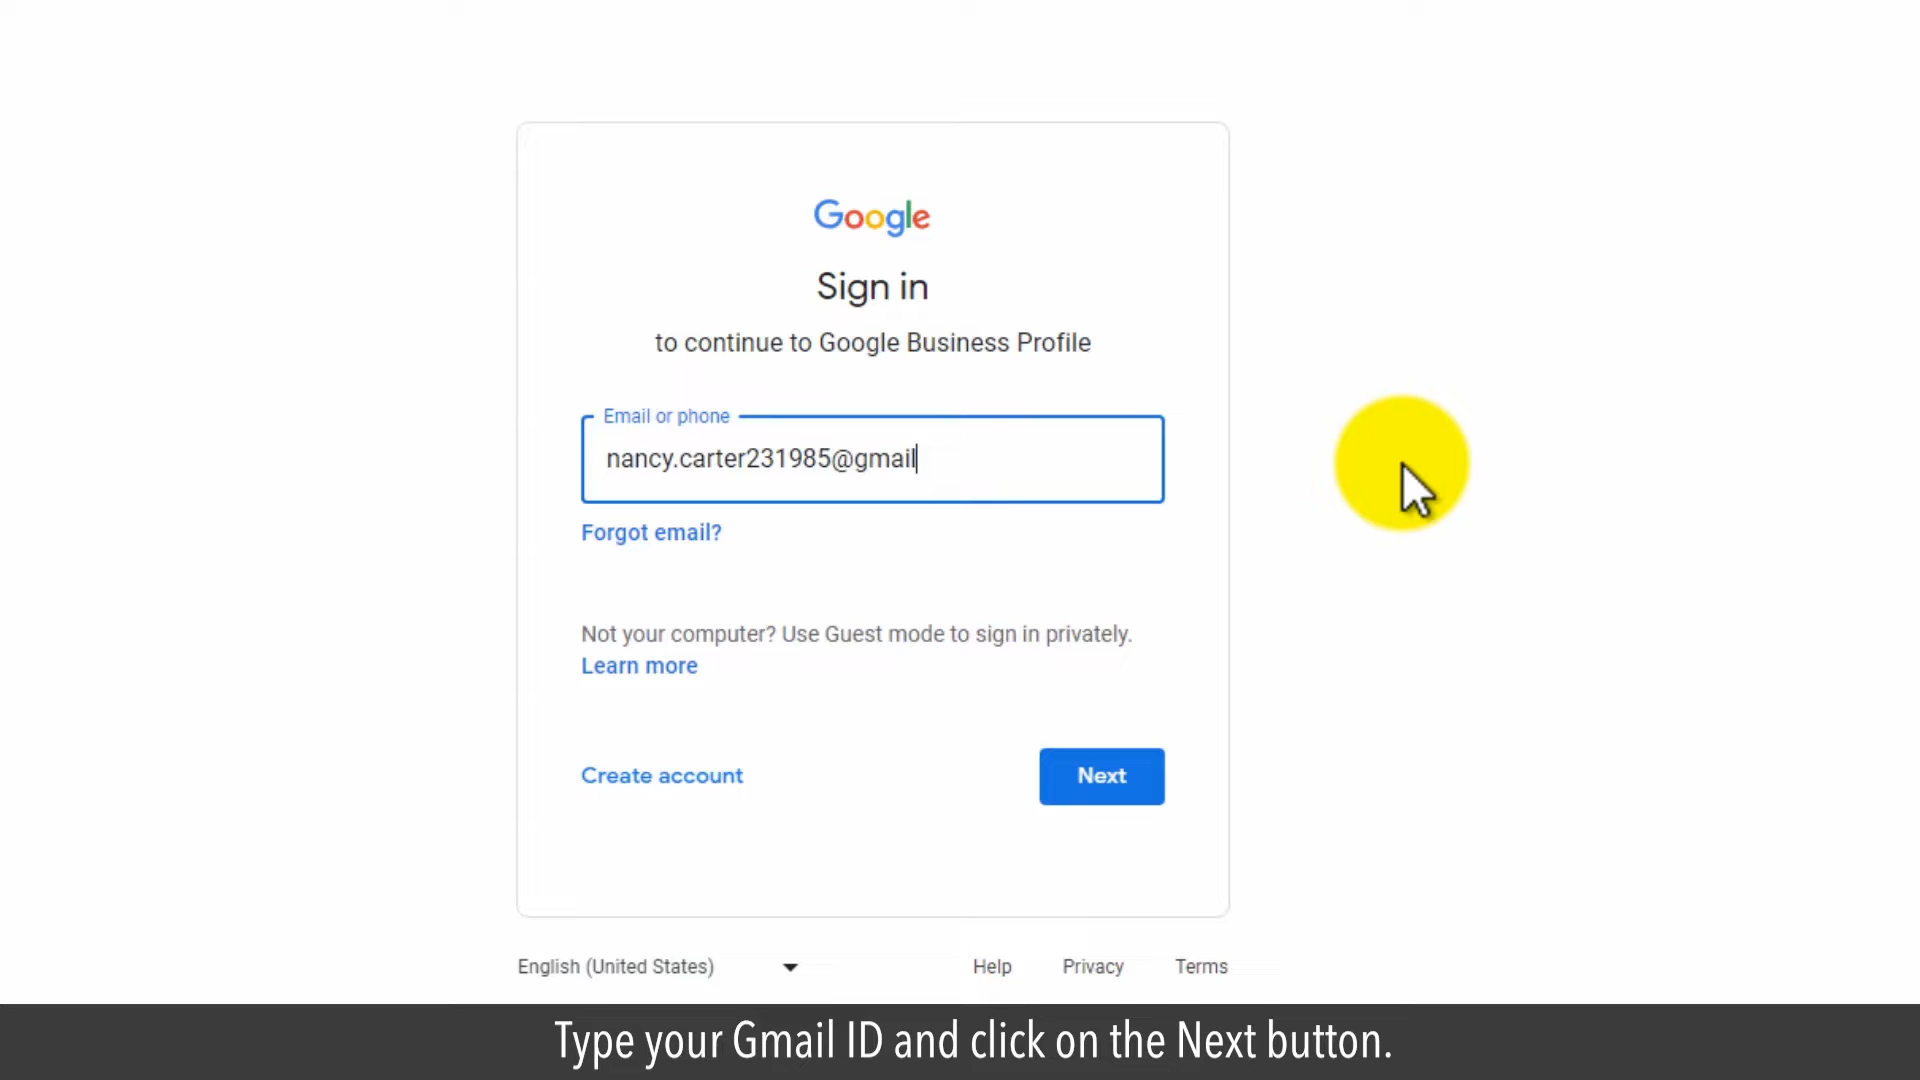 Google
Sign in
to continue to Google Business Profile
Email or phone
nancy.carter231985@gmail
Forgot email?
Not your computer? Use Guest mode to sign in privately.
Learn more
Create account
Next
English (United States)
Help
Privacy
Terms
Type your Gmail ID and click on the Next button.